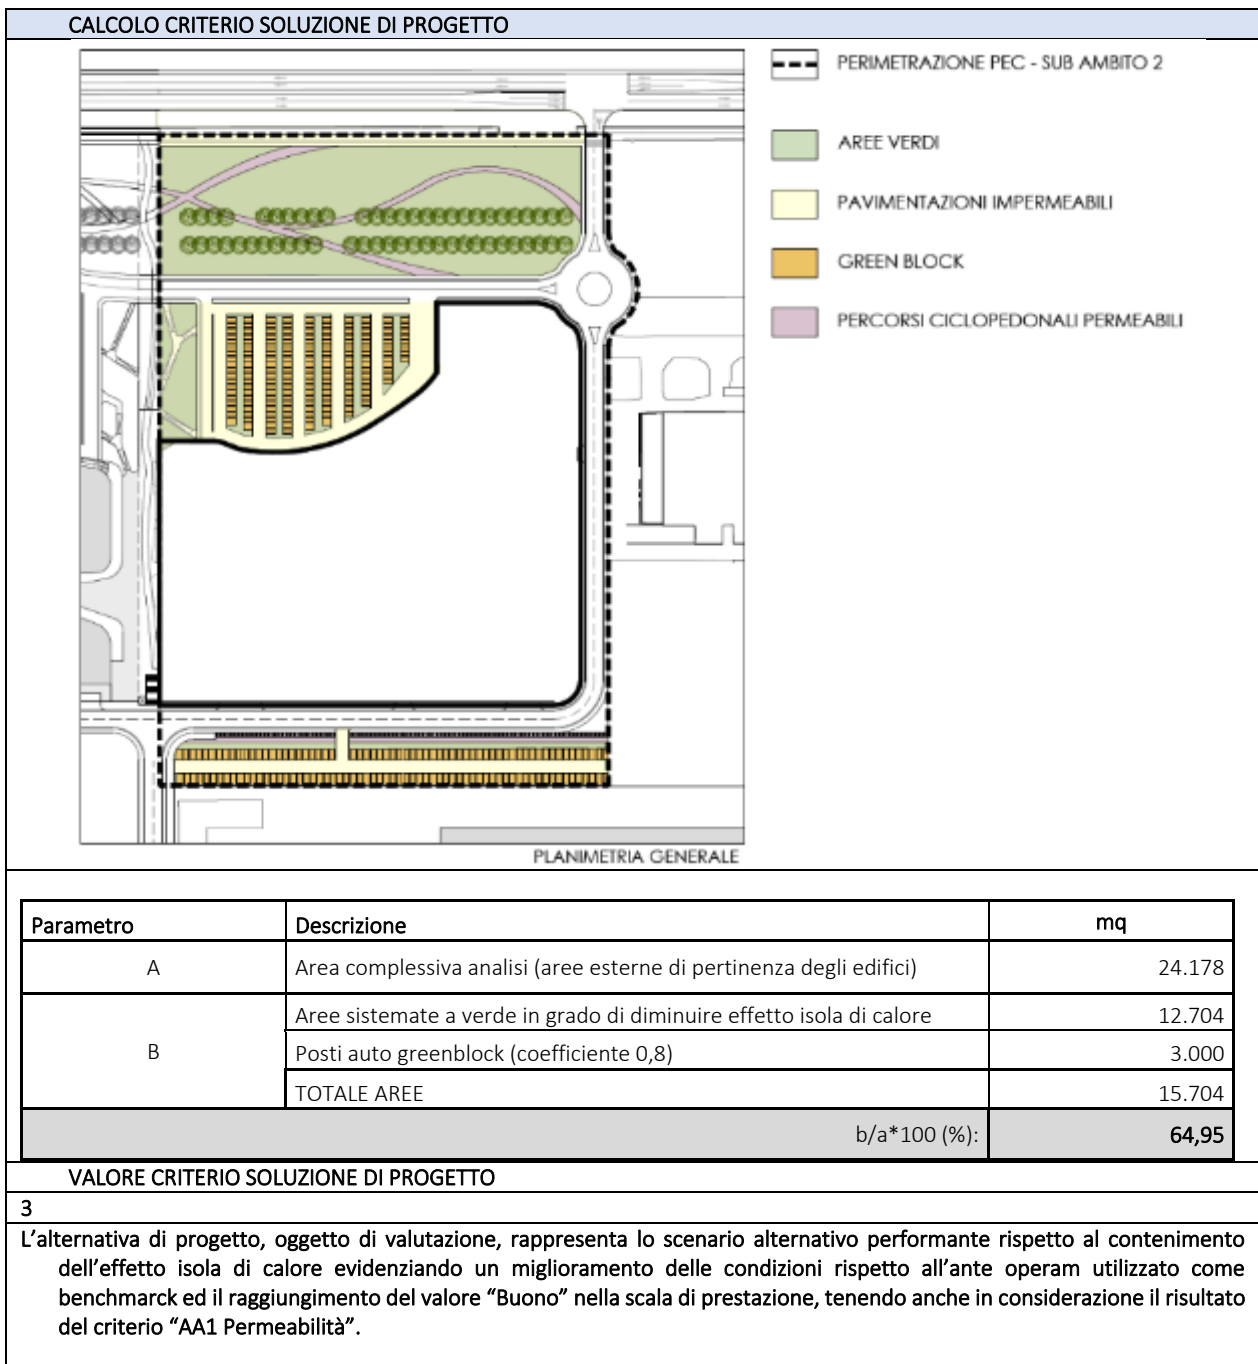 CALCOLO CRITERIO SOLUZIONE DI PROGETTO
PERIMETRAZIONE PEC - SUB AMBITO 2
AREE VERDI
PAVIMENTAZIONI IMPERMEABILI
GREEN BLOCK
PERCORSI CICLOPEDONALI PERMEABILI
PLANIMETRIA GENERALE
Parametro Descrizione mq
A Area complessiva analisi (aree esterne di pertinenza degli edifici) 24.178
Aree sistemate a verde in grado di diminuire effetto isola di calore 12.704
B Posti auto greenblock (coefficiente 0,8) 3.000
TOTALE AREE 15.704
b/a*100 (%): 64,95
VALORE CRITERIO SOLUZIONE DI PROGETTO
3
L’alternativa di progetto, oggetto di valutazione, rappresenta lo scenario alternativo performante rispetto al contenimento
dell’effetto isola di calore evidenziando un miglioramento delle condizioni rispetto all’ante operam utilizzato come
benchmarck ed il raggiungimento del valore “Buono” nella scala di prestazione, tenendo anche in considerazione il risultato
del criterio “AA1 Permeabilità”.